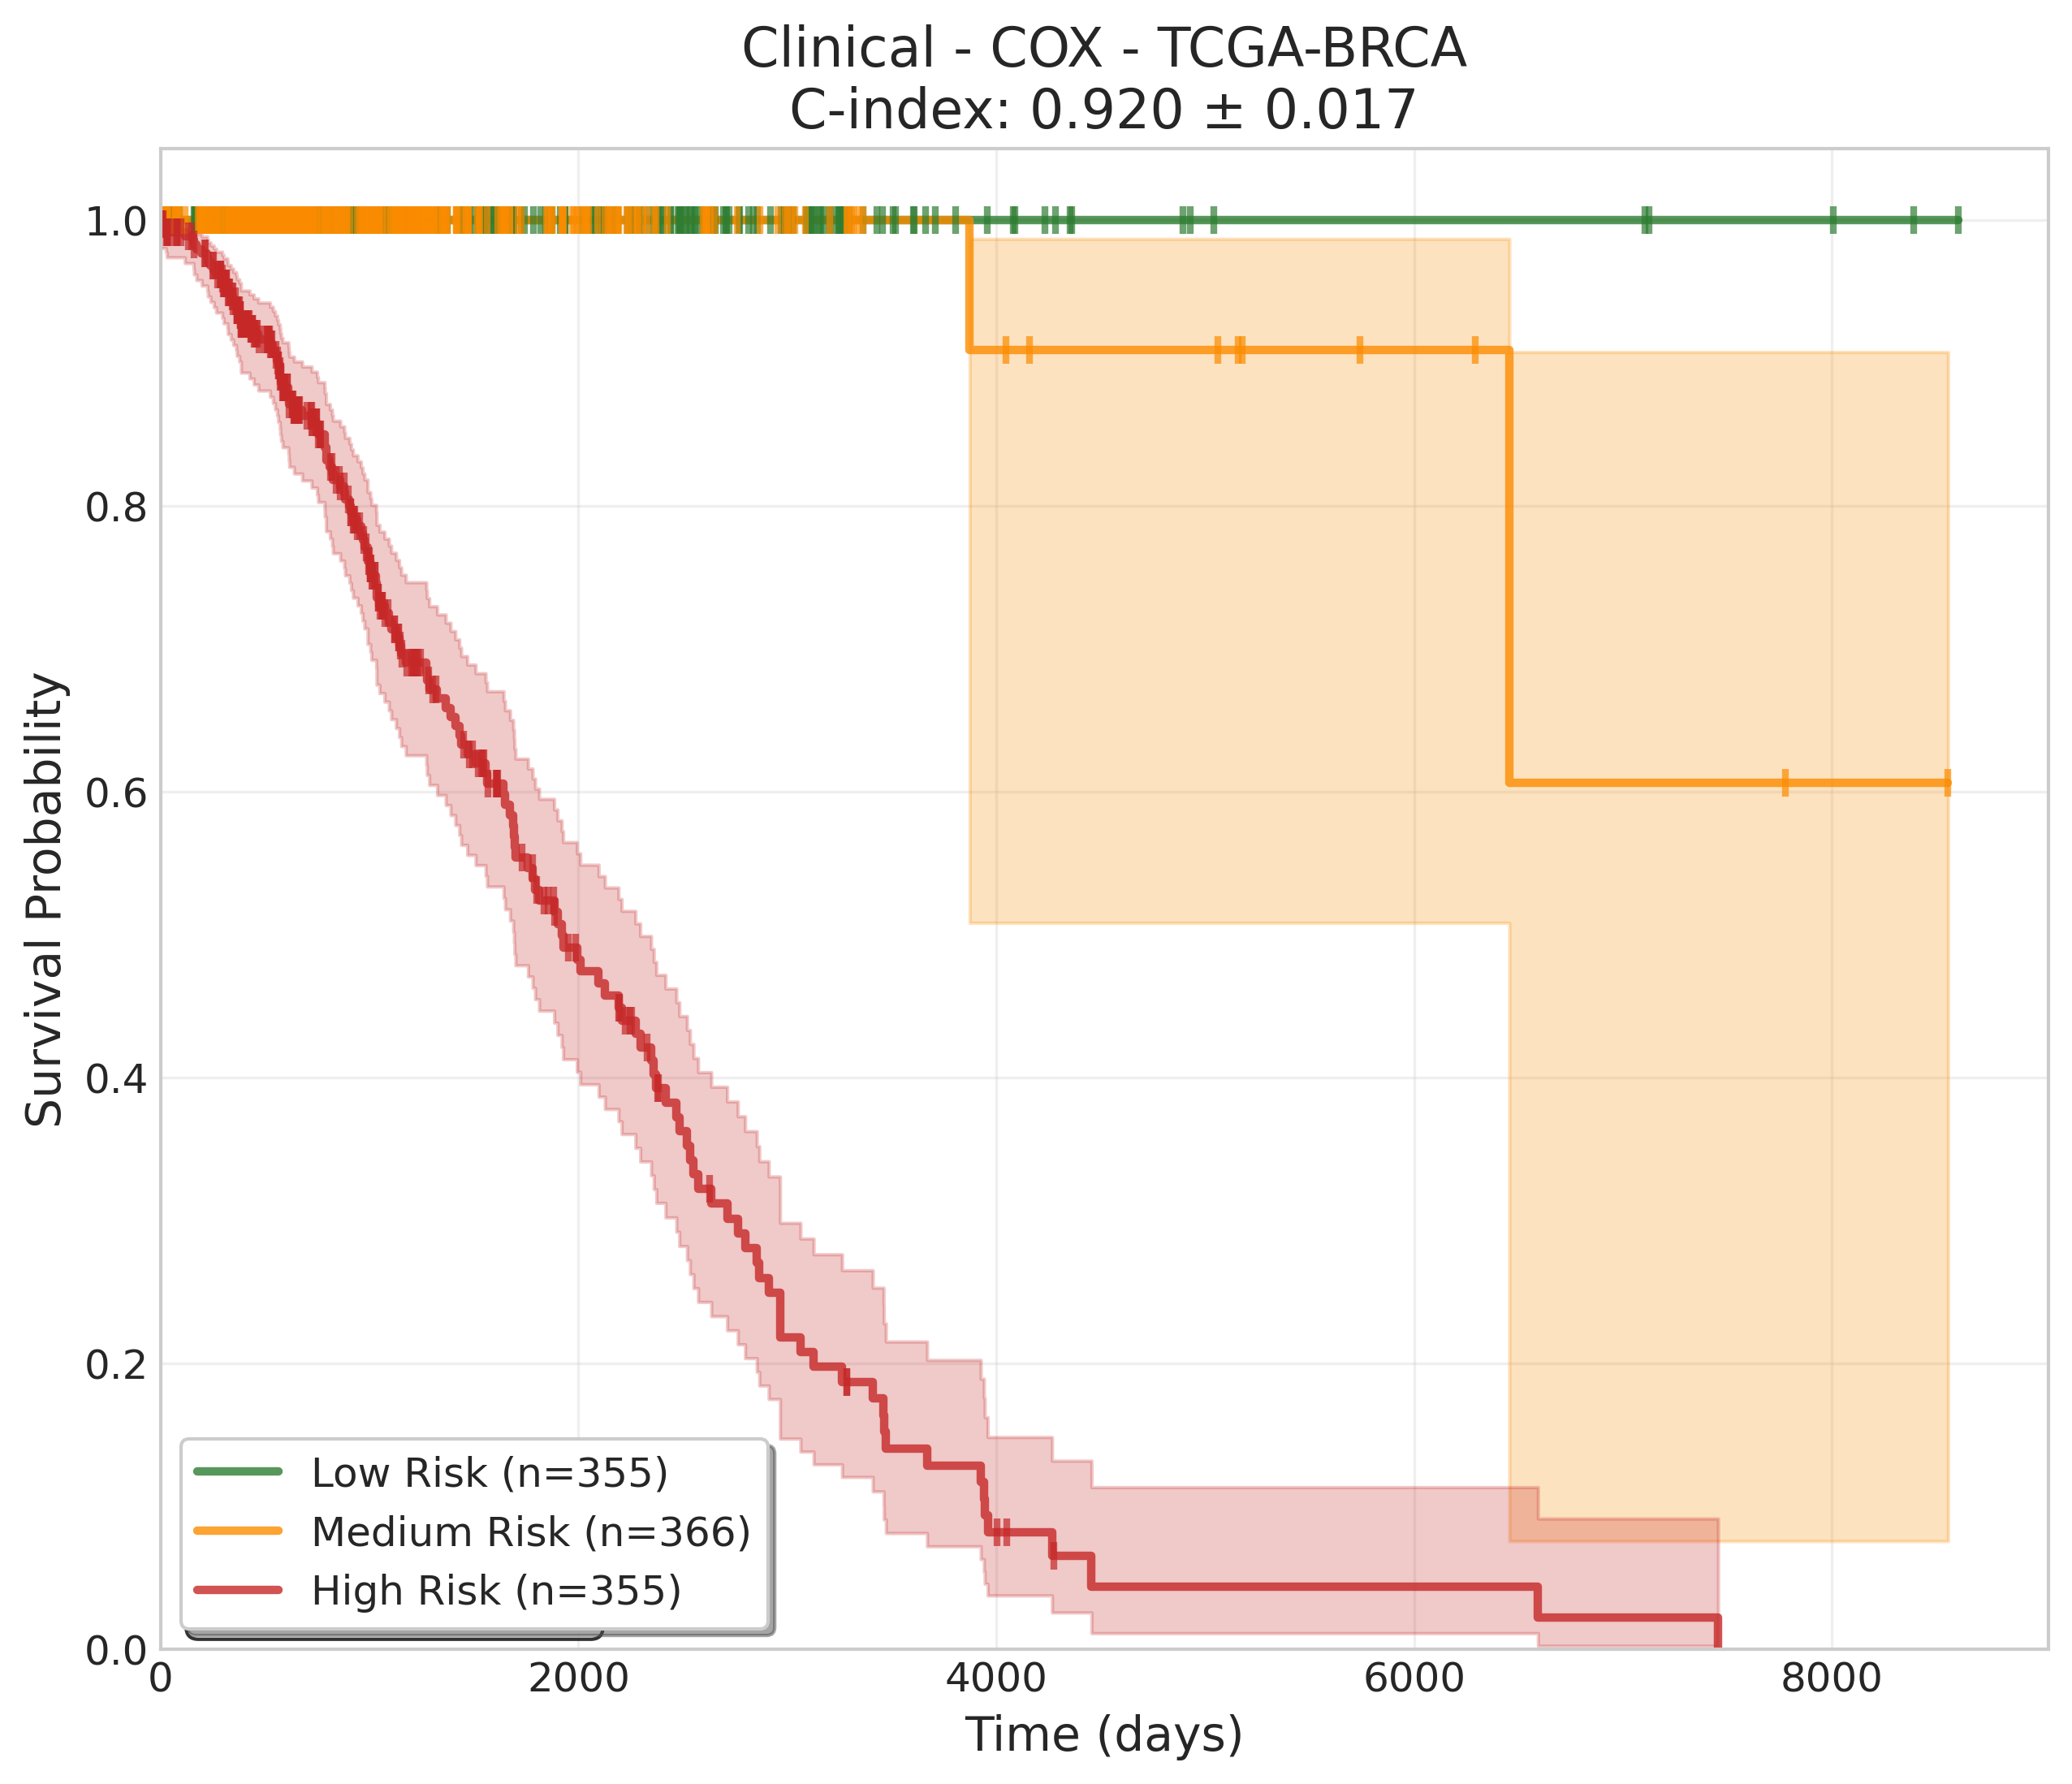 Clinical - COX - TCGA-BRCA
C-index: 0.920 ± 0.017
Survival Probability
1.0
0.8
0.6
0.4
0.2
0.0
Low Risk (n=355)
Medium Risk (n=366)
High Risk (n=355)
0 2000 4000 6000 8000
Time (days)